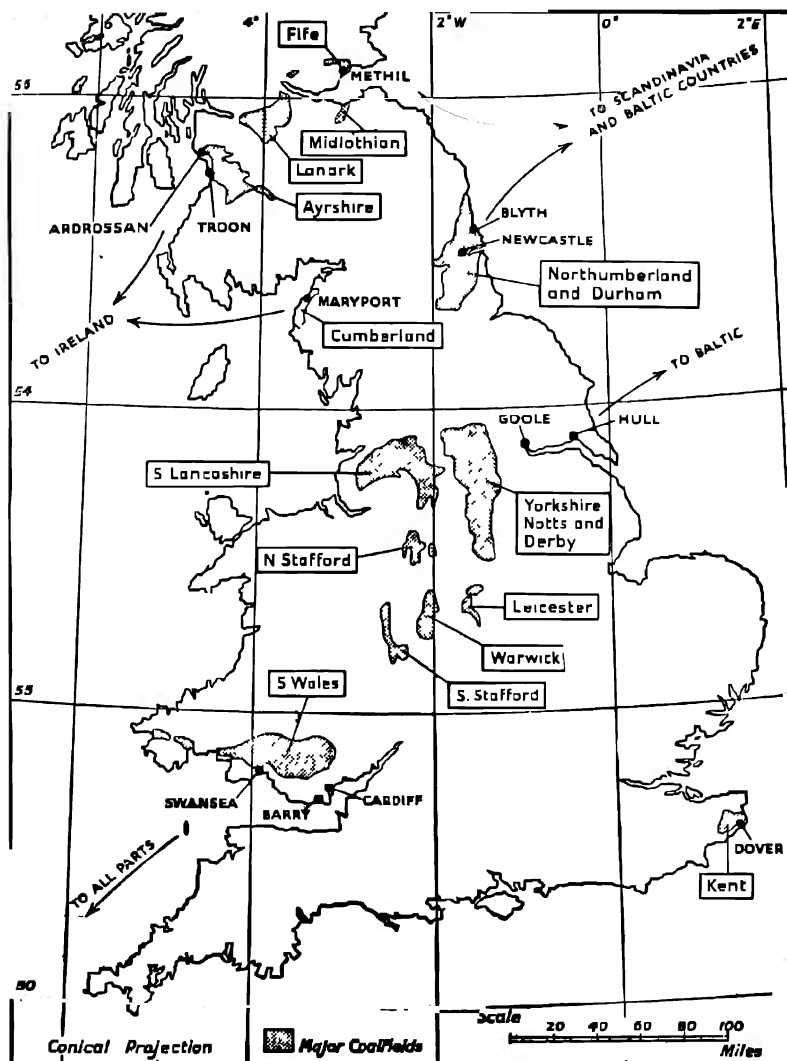 6
4°
2°W
0°
2°E
Fife
METHIL
TO SCANDINAVIA
AND BALTIC COUNTRIES
55
Midlothian
Lanark
Ayrshire
ARDROSSAN
TROON
BLYTH
NEWCASTLE
Northumberland
and Durham
MARYPORT
Cumberland
TO IRELAND
TO BALTIC
54
GOOLE
HULL
S Lancashire
Yorkshire
Notts and
Derby
N Stafford
Leicester
Warwick
S. Stafford
S Wales
53
SWANSEA
BARRY
CARDIFF
DOVER
Kent
TO ALL PARTS
50
Scale
0 20 40 60 80 100
Miles
Conical Projection
Major Coalfields